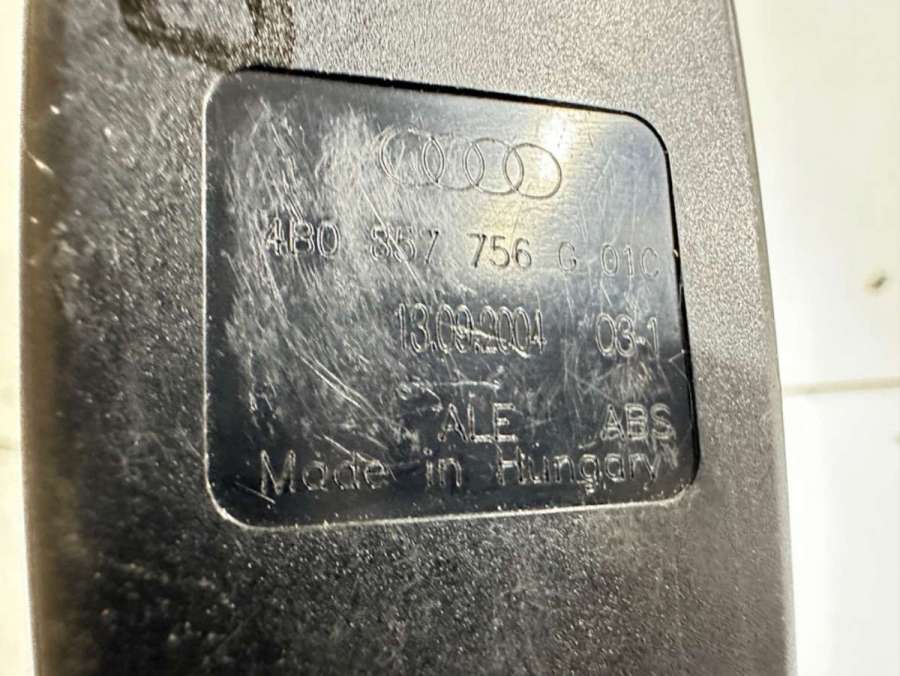 4B0 857 756 G 01C
13.09.2004 03-1
ALE ABS
Made in Hungary